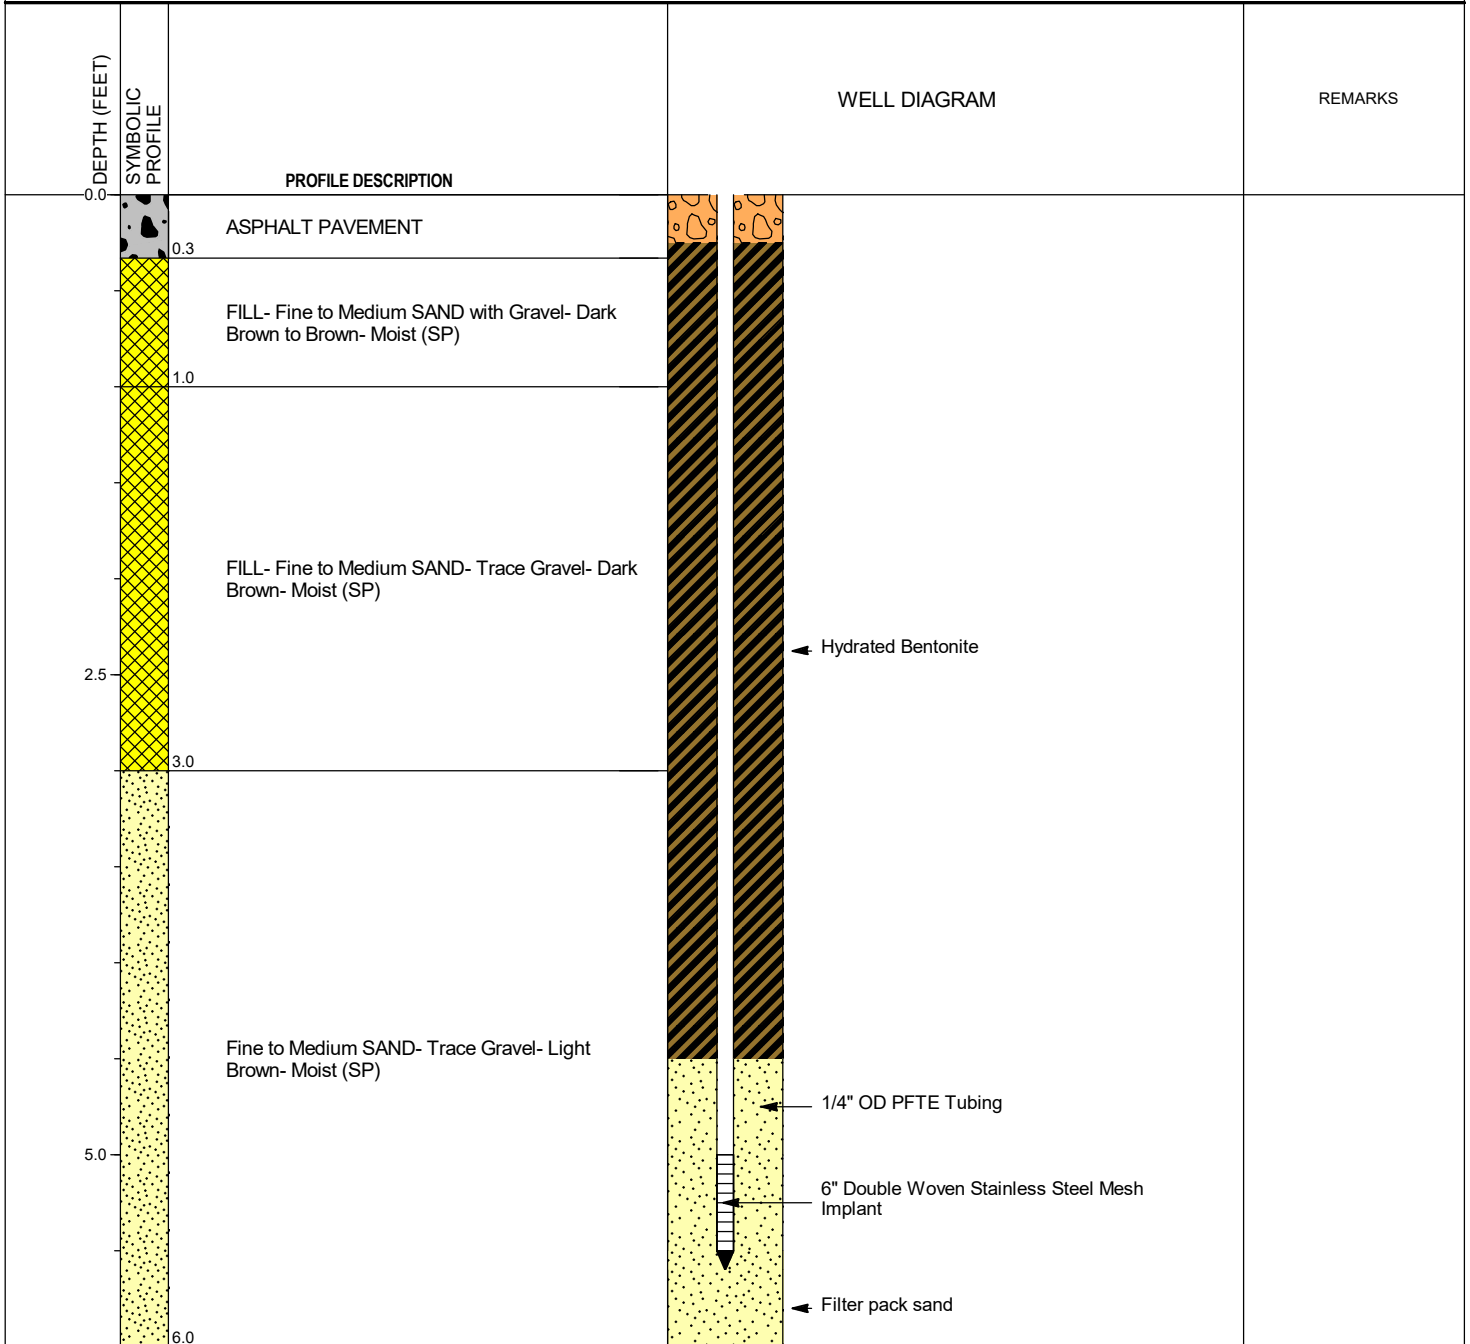 DEPTH (FEET)
SYMBOLIC
PROFILE
PROFILE DESCRIPTION
WELL DIAGRAM
REMARKS
0.0
ASPHALT PAVEMENT
0.3
FILL- Fine to Medium SAND with Gravel- Dark
Brown to Brown- Moist (SP)
1.0
FILL- Fine to Medium SAND- Trace Gravel- Dark
Brown- Moist (SP)
Hydrated Bentonite
2.5
3.0
Fine to Medium SAND- Trace Gravel- Light
Brown- Moist (SP)
1/4" OD PFTE Tubing
5.0
6" Double Woven Stainless Steel Mesh
Implant
Filter pack sand
6.0